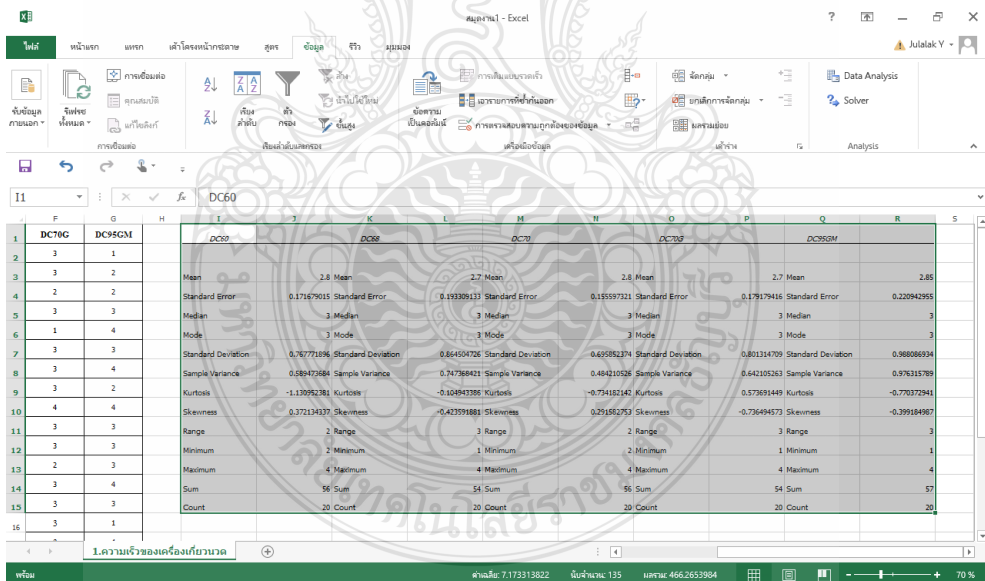 สมุดงาน1 - Excel
ไฟล์ หน้าแรก แทรก เค้าโครงหน้ากระดาษ สูตร ข้อมูล รีวิว มุมมอง Julalak Y
รับข้อมูล ภายนอก รีเฟรช ทั้งหมด การเชื่อมต่อ คุณสมบัติ แก้ไขลิงก์
เรียงลำดับ ตัวกรอง ล้าง นำไปใช้ใหม่ ขั้นสูง
ข้อความ เป็นคอลัมน์ การเติมแบบรวดเร็ว เอารายการที่ซ้ำกันออก การตรวจสอบความถูกต้องของข้อมูล
จัดกลุ่ม ยกเลิกการจัดกลุ่ม ผลรวมย่อย Data Analysis Solver
การเชื่อมต่อ เรียงลำดับและกรอง เครื่องมือข้อมูล เค้าร่าง Analysis
I1 fx DC60
F G H I J K L M N O P Q R S
1 DC70G DC95GM DC60 DC68 DC70 DC70G DC95GM
2 3 1
3 3 2 Mean 2.8 Mean 2.7 Mean 2.8 Mean 2.7 Mean 2.85
4 2 2 Standard Error 0.171679015 Standard Error 0.193309133 Standard Error 0.155597321 Standard Error 0.179179416 Standard Error 0.220942955
5 3 3 Median 3 Median 3 Median 3 Median 3 Median 3
6 1 4 Mode 3 Mode 3 Mode 3 Mode 3 Mode 3
7 3 3 Standard Deviation 0.767771896 Standard Deviation 0.864504726 Standard Deviation 0.695852374 Standard Deviation 0.801314709 Standard Deviation 0.988086934
8 3 4 Sample Variance 0.589473684 Sample Variance 0.747368421 Sample Variance 0.484210526 Sample Variance 0.642105263 Sample Variance 0.976315789
9 3 2 Kurtosis -1.130952381 Kurtosis -0.104943386 Kurtosis -0.734182142 Kurtosis 0.573691449 Kurtosis -0.770372941
10 4 4 Skewness 0.372134337 Skewness -0.423591881 Skewness 0.291582753 Skewness -0.736494573 Skewness -0.399184987
11 3 3 Range 2 Range 3 Range 2 Range 3 Range 3
12 3 3 Minimum 2 Minimum 1 Minimum 2 Minimum 1 Minimum 1
13 2 3 Maximum 4 Maximum 4 Maximum 4 Maximum 4 Maximum 4
14 3 4 Sum 56 Sum 54 Sum 56 Sum 54 Sum 57
15 3 3 Count 20 Count 20 Count 20 Count 20 Count 20
16 3 1
1.ความเร็วของเครื่องเกี่ยวนวด
พร้อม ค่าเฉลี่ย: 7.173313822 นับจำนวน: 135 ผลรวม: 466.2653984 70 %